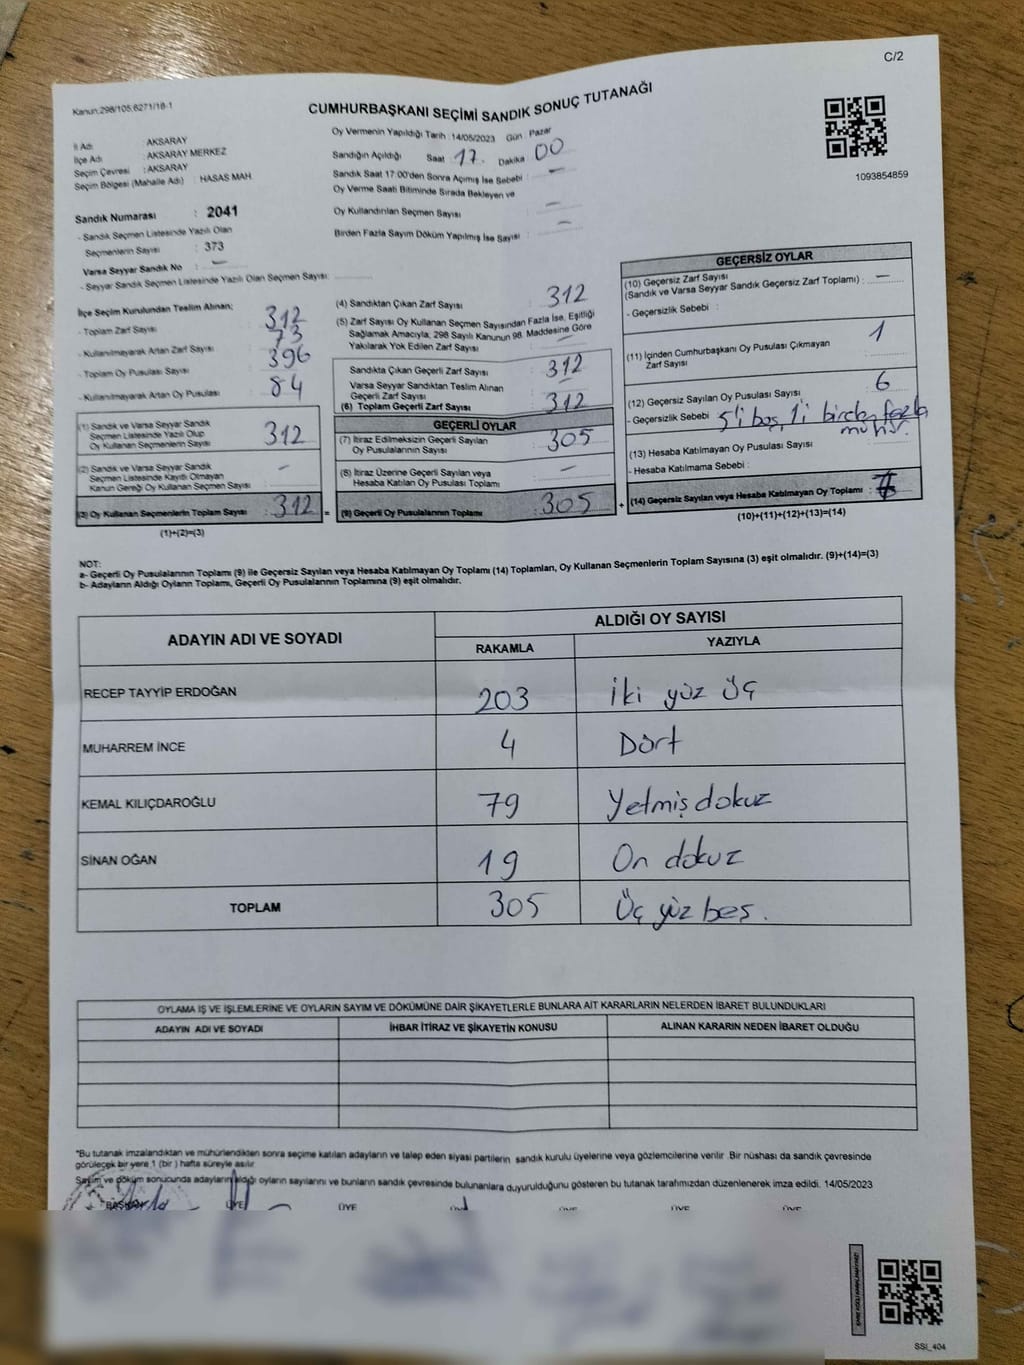 C/2
Kanun:298/105;6271/18-1
CUMHURBAŞKANI SEÇİMİ SANDIK SONUÇ TUTANAĞI
1093854859
İl Adı : AKSARAY
İlçe Adı : AKSARAY MERKEZ
Seçim Çevresi : AKSARAY
Seçim Bölgesi (Mahalle Adı) : HASAS MAH.
Sandık Numarası : 2041
- Sandık Seçmen Listesinde Yazılı Olan
Seçmenlerin Sayısı : 373
Varsa Seyyar Sandık No : —
- Seyyar Sandık Seçmen Listesinde Yazılı Olan Seçmen Sayısı:
Oy Vermenin Yapıldığı Tarih : 14/05/2023 Gün : Pazar
Sandığın Açıldığı Saat 17. Dakika 00
Sandık Saat 17:00'den Sonra Açımış İse Sebebi : —
Oy Verme Saati Bitiminde Sırada Bekleyen ve
Oy Kullandırılan Seçmen Sayısı : —
Birden Fazla Sayım Döküm Yapılmış İse Sayısı : —
İlçe Seçim Kurulundan Teslim Alınan;
- Toplam Zarf Sayısı : 312
- Kullanılmayarak Artan Zarf Sayısı : 73
- Toplam Oy Pusulası Sayısı : 396
- Kullanılmayarak Artan Oy Pusulası : 84
(1) Sandık ve Varsa Seyyar Sandık
Seçmen Listesinde Yazılı Olup
Oy Kullanan Seçmenlerin Sayısı : 312
(2) Sandık ve Varsa Seyyar Sandık
Seçmen Listesinde Kayıtlı Olmayan
Kanun Gereği Oy Kullanan Seçmen Sayısı : —
(3) Oy Kullanan Seçmenlerin Toplam Sayısı : 312 =
(1)+(2)=(3)
(4) Sandıktan Çıkan Zarf Sayısı : 312
(5) Zarf Sayısı Oy Kullanan Seçmen Sayısından Fazla İse, Eşitliği
Sağlamak Amacıyla, 298 Sayılı Kanunun 98. Maddesine Göre
Yakılarak Yok Edilen Zarf Sayısı : —
Sandıkta Çıkan Geçerli Zarf Sayısı : 312
Varsa Seyyar Sandıktan Teslim Alınan
Geçerli Zarf Sayısı : —
(6) Toplam Geçerli Zarf Sayısı : 312
GEÇERLİ OYLAR
(7) İtiraz Edilmeksizin Geçerli Sayılan
Oy Pusulalarının Sayısı : 305
(8) İtiraz Üzerine Geçerli Sayılan veya
Hesaba Katılan Oy Pusulası Toplamı : —
(9) Geçerli Oy Pusulalarının Toplamı : 305 +
GEÇERSİZ OYLAR
(10) Geçersiz Zarf Sayısı
(Sandık ve Varsa Seyyar Sandık Geçersiz Zarf Toplamı) : —
- Geçersizlik Sebebi :
(11) İçinden Cumhurbaşkanı Oy Pusulası Çıkmayan
Zarf Sayısı : 1
(12) Geçersiz Sayılan Oy Pusulası Sayısı : 6
- Geçersizlik Sebebi : 5'i boş, 1'i birden fazla
mühür.
(13) Hesaba Katılmayan Oy Pusulası Sayısı :
- Hesaba Katılmama Sebebi :
(14) Geçersiz Sayılan veya Hesaba Katılmayan Oy Toplamı : 7
(10)+(11)+(12)+(13)=(14)
NOT:
a- Geçerli Oy Pusulalarının Toplamı (9) ile Geçersiz Sayılan veya Hesaba Katılmayan Oy Toplamı (14) Toplamları, Oy Kullanan Seçmenlerin Toplam Sayısına (3) eşit olmalıdır. (9)+(14)=(3)
b- Adayların Aldığı Oyların Toplamı, Geçerli Oy Pusulalarının Toplamına (9) eşit olmalıdır.
ADAYIN ADI VE SOYADI ALDIĞI OY SAYISI
RAKAMLA YAZIYLA
RECEP TAYYİP ERDOĞAN 203 İki yüz üç
MUHARREM İNCE 4 Dört
KEMAL KILIÇDAROĞLU 79 Yetmiş dokuz
SİNAN OĞAN 19 On dokuz
TOPLAM 305 Üç yüz beş.
OYLAMA İŞ VE İŞLEMLERİNE VE OYLARIN SAYIM VE DÖKÜMÜNE DAİR ŞİKAYETLERLE BUNLARA AİT KARARLARIN NELERDEN İBARET BULUNDUKLARI
ADAYIN ADI VE SOYADI İHBAR İTİRAZ VE ŞİKAYETİN KONUSU ALINAN KARARIN NEDEN İBARET OLDUĞU
*Bu tutanak imzalandıktan ve mühürlendikten sonra seçime katılan adayların ve talep eden siyasi partilerin sandık kurulu üyelerine veya gözlemcilerine verilir. Bir nüshası da sandık çevresinde
görülecek bir yere 1 (bir) hafta süreyle asılır.
Sayım ve döküm sonucunda adayların aldığı oyların sayılarını ve bunların sandık çevresinde bulunanlara duyurulduğunu gösteren bu tutanak tarafımızdan düzenlenerek imza edildi. 14/05/2023
BAŞKAN ÜYE ÜYE ÜYE ÜYE ÜYE ÜYE
SSI_404